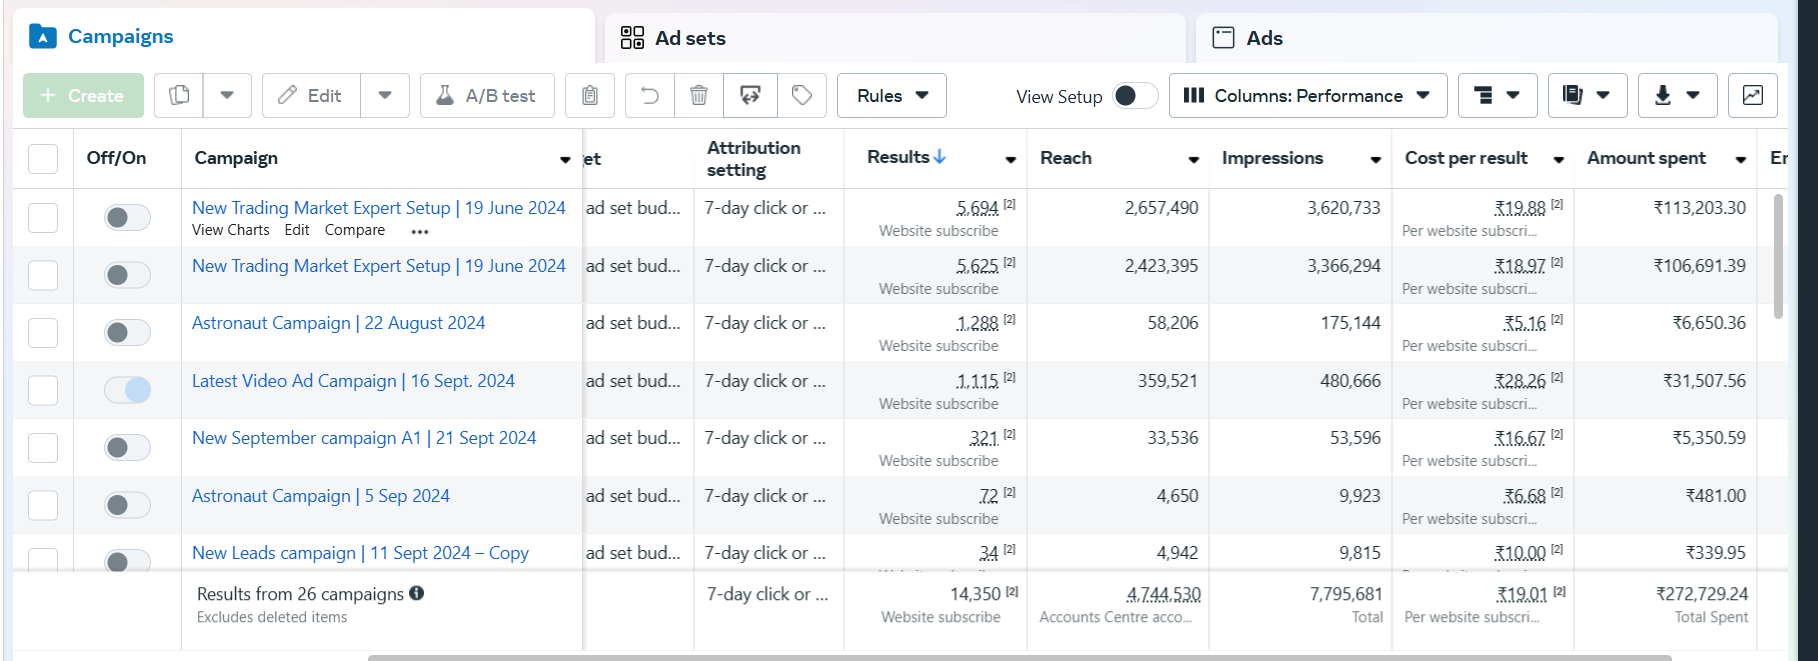 Campaigns
Ad sets
Ads
+ Create
Edit
A/B test
Rules
View Setup
Columns: Performance
Off/On
Campaign
et
Attribution setting
Results
Reach
Impressions
Cost per result
Amount spent
En
New Trading Market Expert Setup | 19 June 2024 ad set bud... 7-day click or ... 5,694 [2] 2,657,490 3,620,733 ₹19.88 [2] ₹113,203.30
View Charts Edit Compare ... Website subscribe Per website subscri...
New Trading Market Expert Setup | 19 June 2024 ad set bud... 7-day click or ... 5,625 [2] 2,423,395 3,366,294 ₹18.97 [2] ₹106,691.39
Website subscribe Per website subscri...
Astronaut Campaign | 22 August 2024 ad set bud... 7-day click or ... 1,288 [2] 58,206 175,144 ₹5.16 [2] ₹6,650.36
Website subscribe Per website subscri...
Latest Video Ad Campaign | 16 Sept. 2024 ad set bud... 7-day click or ... 1,115 [2] 359,521 480,666 ₹28.26 [2] ₹31,507.56
Website subscribe Per website subscri...
New September campaign A1 | 21 Sept 2024 ad set bud... 7-day click or ... 321 [2] 33,536 53,596 ₹16.67 [2] ₹5,350.59
Website subscribe Per website subscri...
Astronaut Campaign | 5 Sep 2024 ad set bud... 7-day click or ... 72 [2] 4,650 9,923 ₹6.68 [2] ₹481.00
Website subscribe Per website subscri...
New Leads campaign | 11 Sept 2024 – Copy ad set bud... 7-day click or ... 34 [2] 4,942 9,815 ₹10.00 [2] ₹339.95
Results from 26 campaigns 7-day click or ... 14,350 [2] 4,744,530 7,795,681 ₹19.01 [2] ₹272,729.24
Excludes deleted items Website subscribe Accounts Centre acco... Total Per website subscri... Total Spent